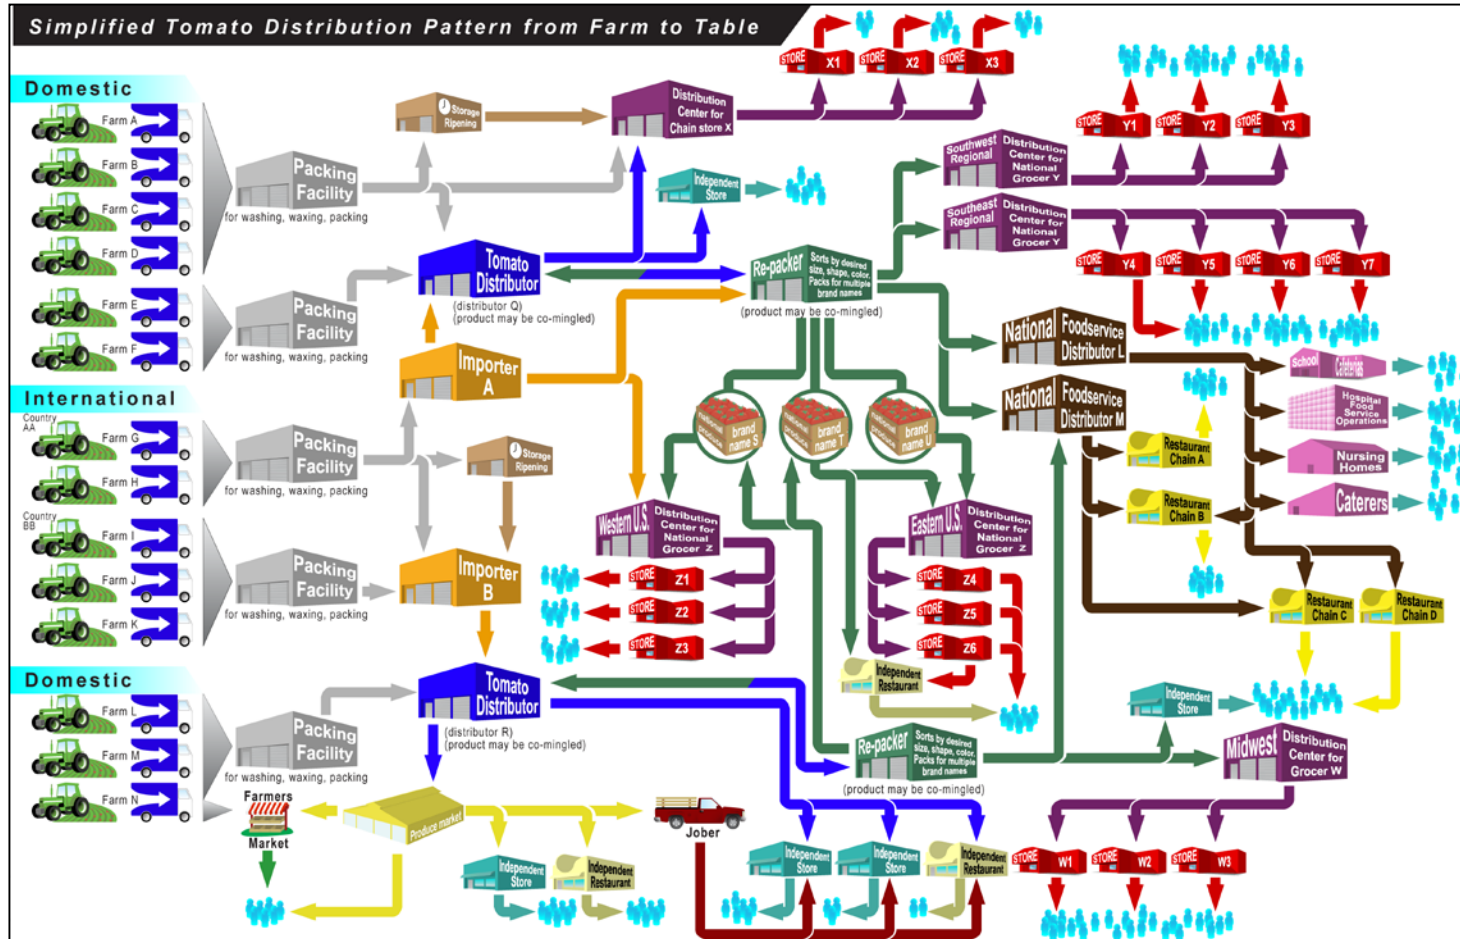 Simplified Tomato Distribution Pattern from Farm to Table
Domestic
Farm A
Farm B
Farm C
Farm D
Farm E
Farm F
Packing
Facility
for washing, waxing, packing
Packing
Facility
for washing, waxing, packing
International
Country
AA
Farm G
Farm H
Country
BB
Farm I
Farm J
Farm K
Packing
Facility
for washing, waxing, packing
Packing
Facility
for washing, waxing, packing
Domestic
Farm L
Farm M
Farm N
Packing
Facility
for washing, waxing, packing
Farmers
Market
Storage
Ripening
Distribution
Center for
Chain store X
STORE X1
STORE X2
STORE X3
Independent
Store
Tomato
Distributor
(distributor Q)
(product may be co-mingled)
Importer
A
Storage
Ripening
Importer
B
Tomato
Distributor
(distributor R)
(product may be co-mingled)
Produce market
Independent
Store
Independent
Restaurant
Jober
Re-packer
Sorts by desired
size, shape, color.
Packs for multiple
brand names
(product may be co-mingled)
national
produce
brand
name S
national
produce
brand
name T
national
produce
brand
name U
Western U.S.
Distribution
Center for
National
Grocer Z
STORE Z1
STORE Z2
STORE Z3
Eastern U.S.
Distribution
Center for
National
Grocer Z
STORE Z4
STORE Z5
STORE Z6
Independent
Restaurant
Re-packer
Sorts by desired
size, shape, color.
Packs for multiple
brand names
(product may be co-mingled)
Independent
Store
Independent
Store
Independent
Restaurant
Southwest
Regional
Distribution
Center for
National
Grocer Y
STORE Y1
STORE Y2
STORE Y3
Southeast
Regional
Distribution
Center for
National
Grocer Y
STORE Y4
STORE Y5
STORE Y6
STORE Y7
National
Foodservice
Distributor L
National
Foodservice
Distributor M
School
Cafeterias
Hospital
Food
Service
Operations
Nursing
Homes
Caterers
Restaurant
Chain A
Restaurant
Chain B
Restaurant
Chain C
Restaurant
Chain D
Independent
Store
Midwest
Distribution
Center for
Grocer W
STORE W1
STORE W2
STORE W3